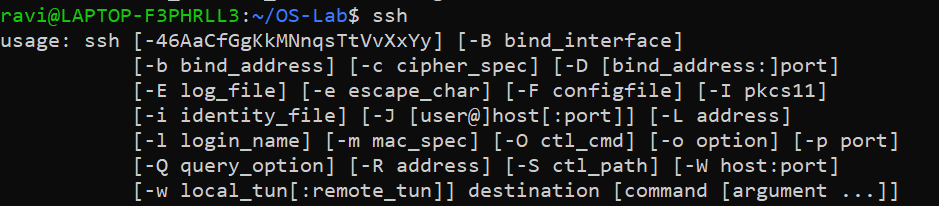 ravi@LAPTOP-F3PHRLL3:~/OS-Lab$ ssh
usage: ssh [-46AaCfGgKkMNnqsTtVvXxYy] [-B bind_interface]
           [-b bind_address] [-c cipher_spec] [-D [bind_address:]port]
           [-E log_file] [-e escape_char] [-F configfile] [-I pkcs11]
           [-i identity_file] [-J [user@]host[:port]] [-L address]
           [-l login_name] [-m mac_spec] [-O ctl_cmd] [-o option] [-p port]
           [-Q query_option] [-R address] [-S ctl_path] [-W host:port]
           [-w local_tun[:remote_tun]] destination [command [argument ...]]